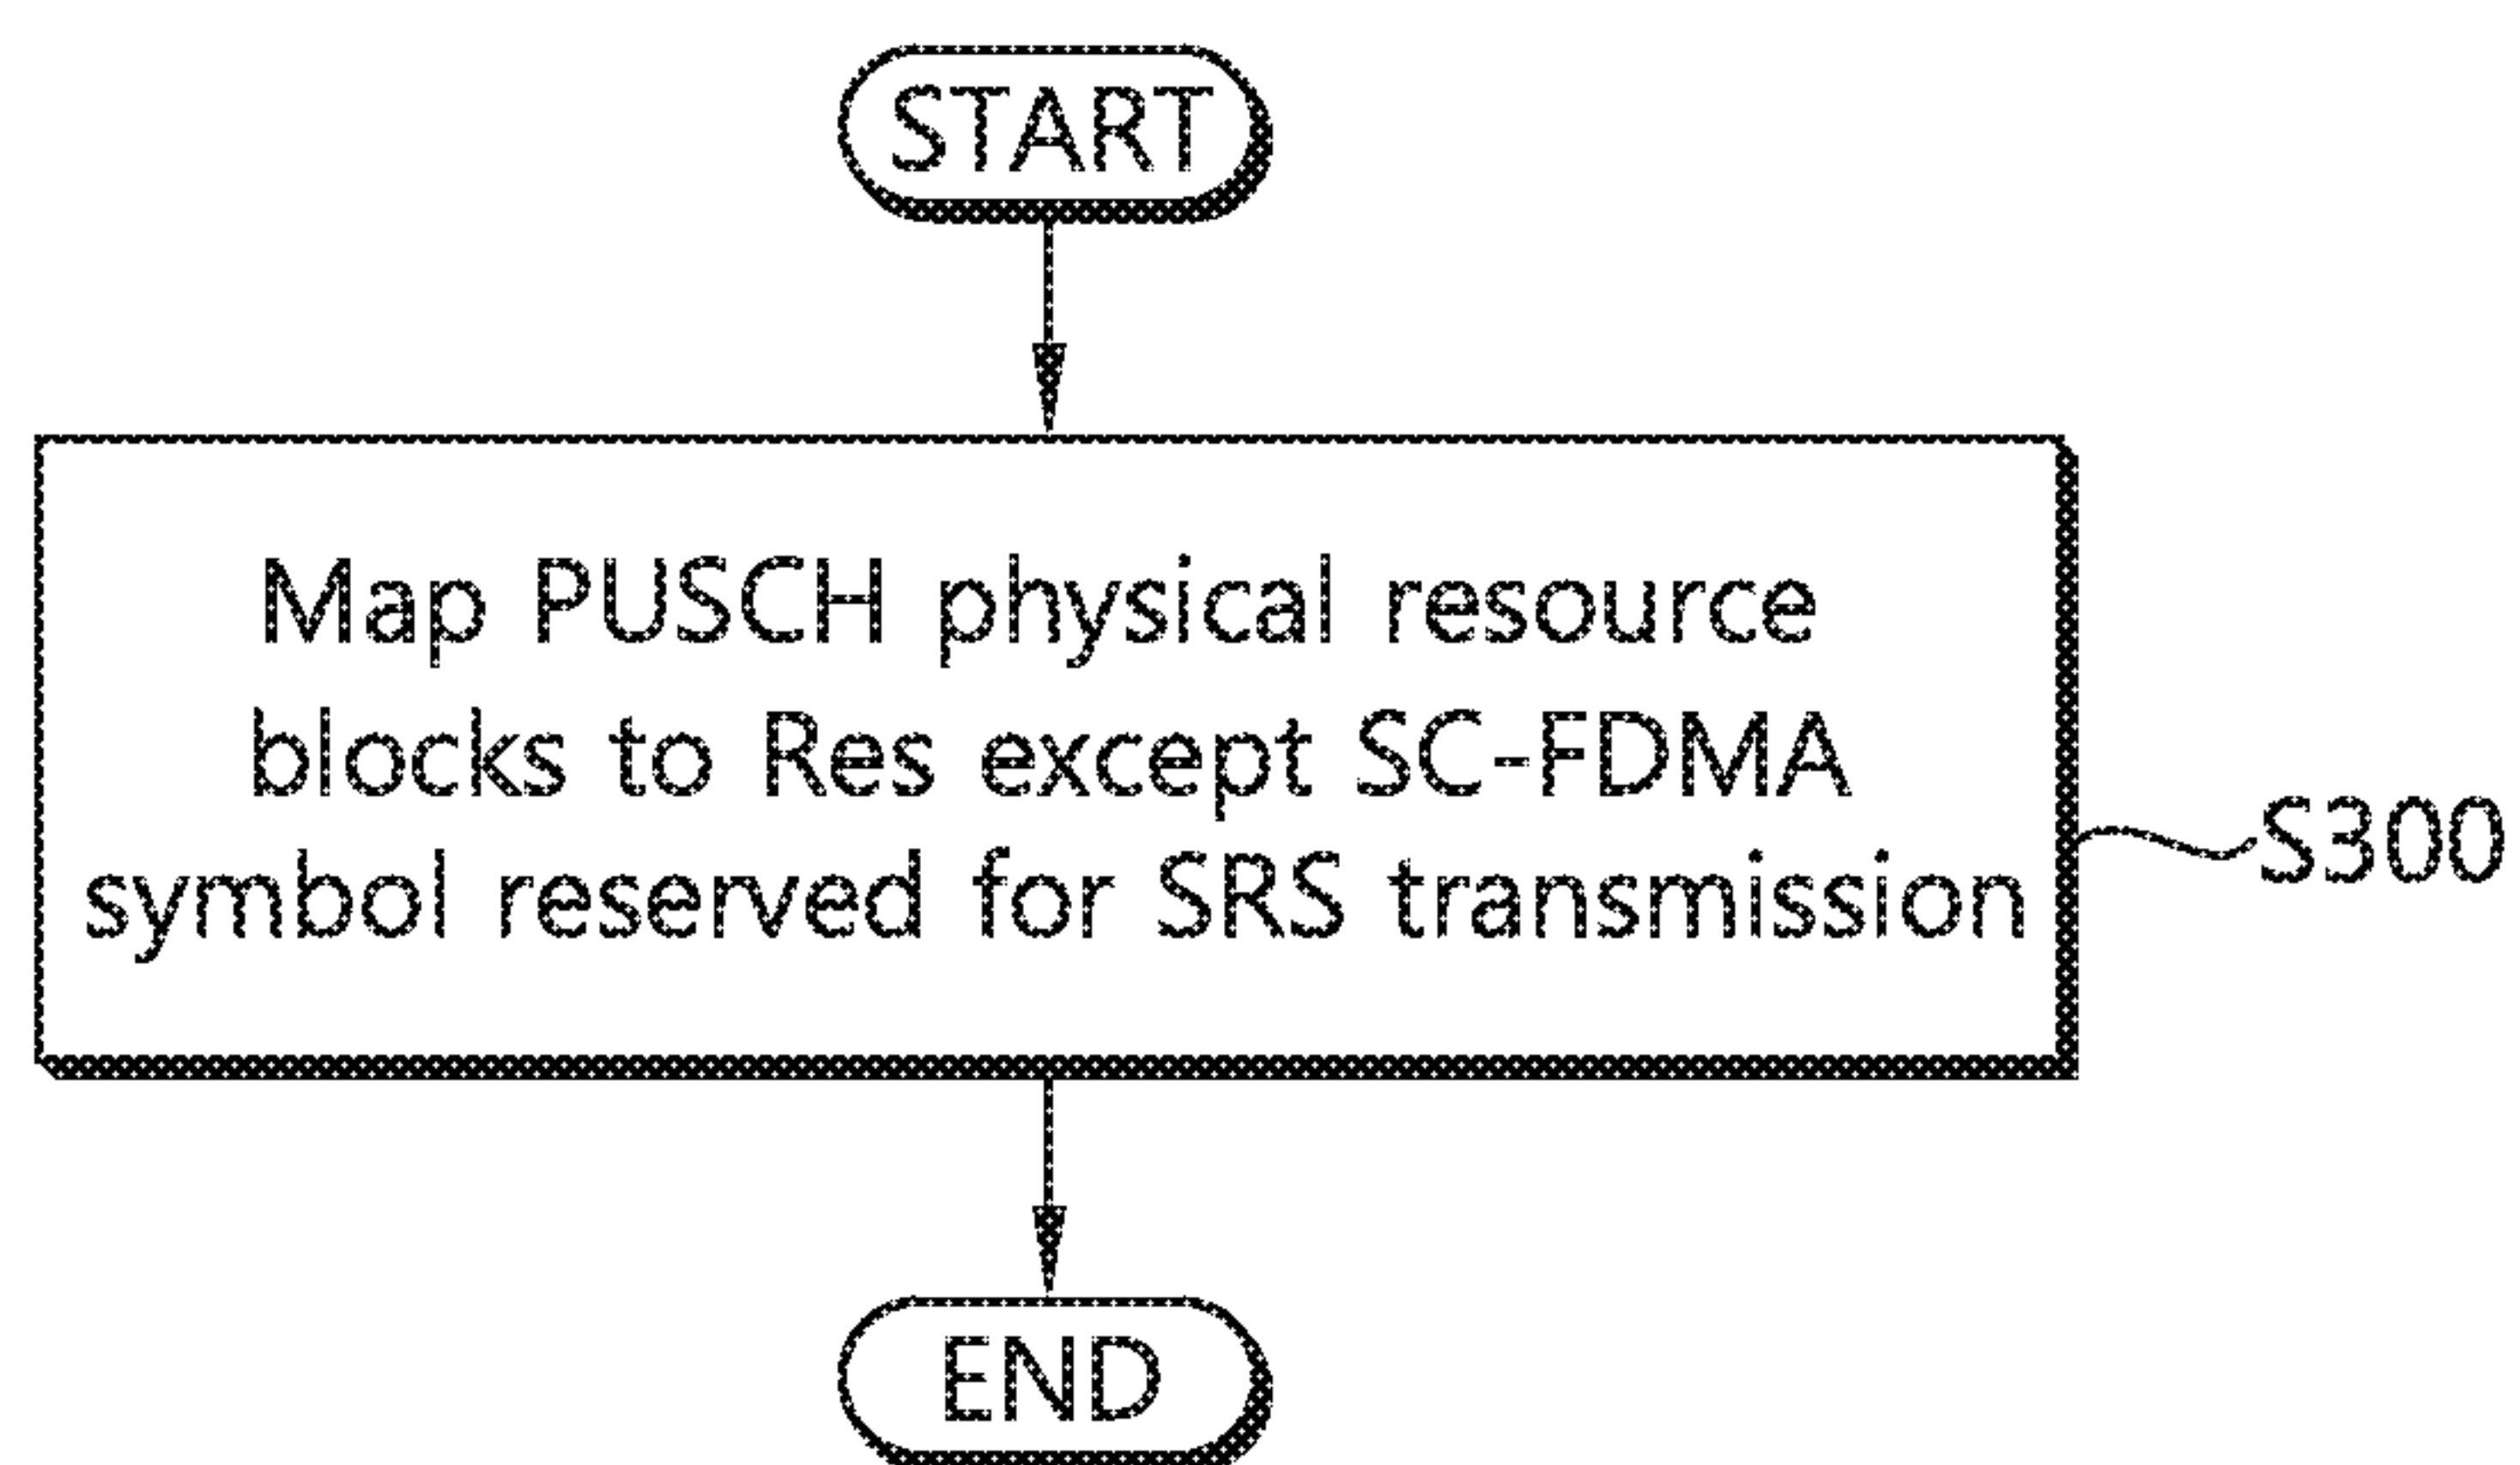 START
Map PUSCH physical resource
blocks to Res except SC-FDMA
symbol reserved for SRS transmission
S300
END